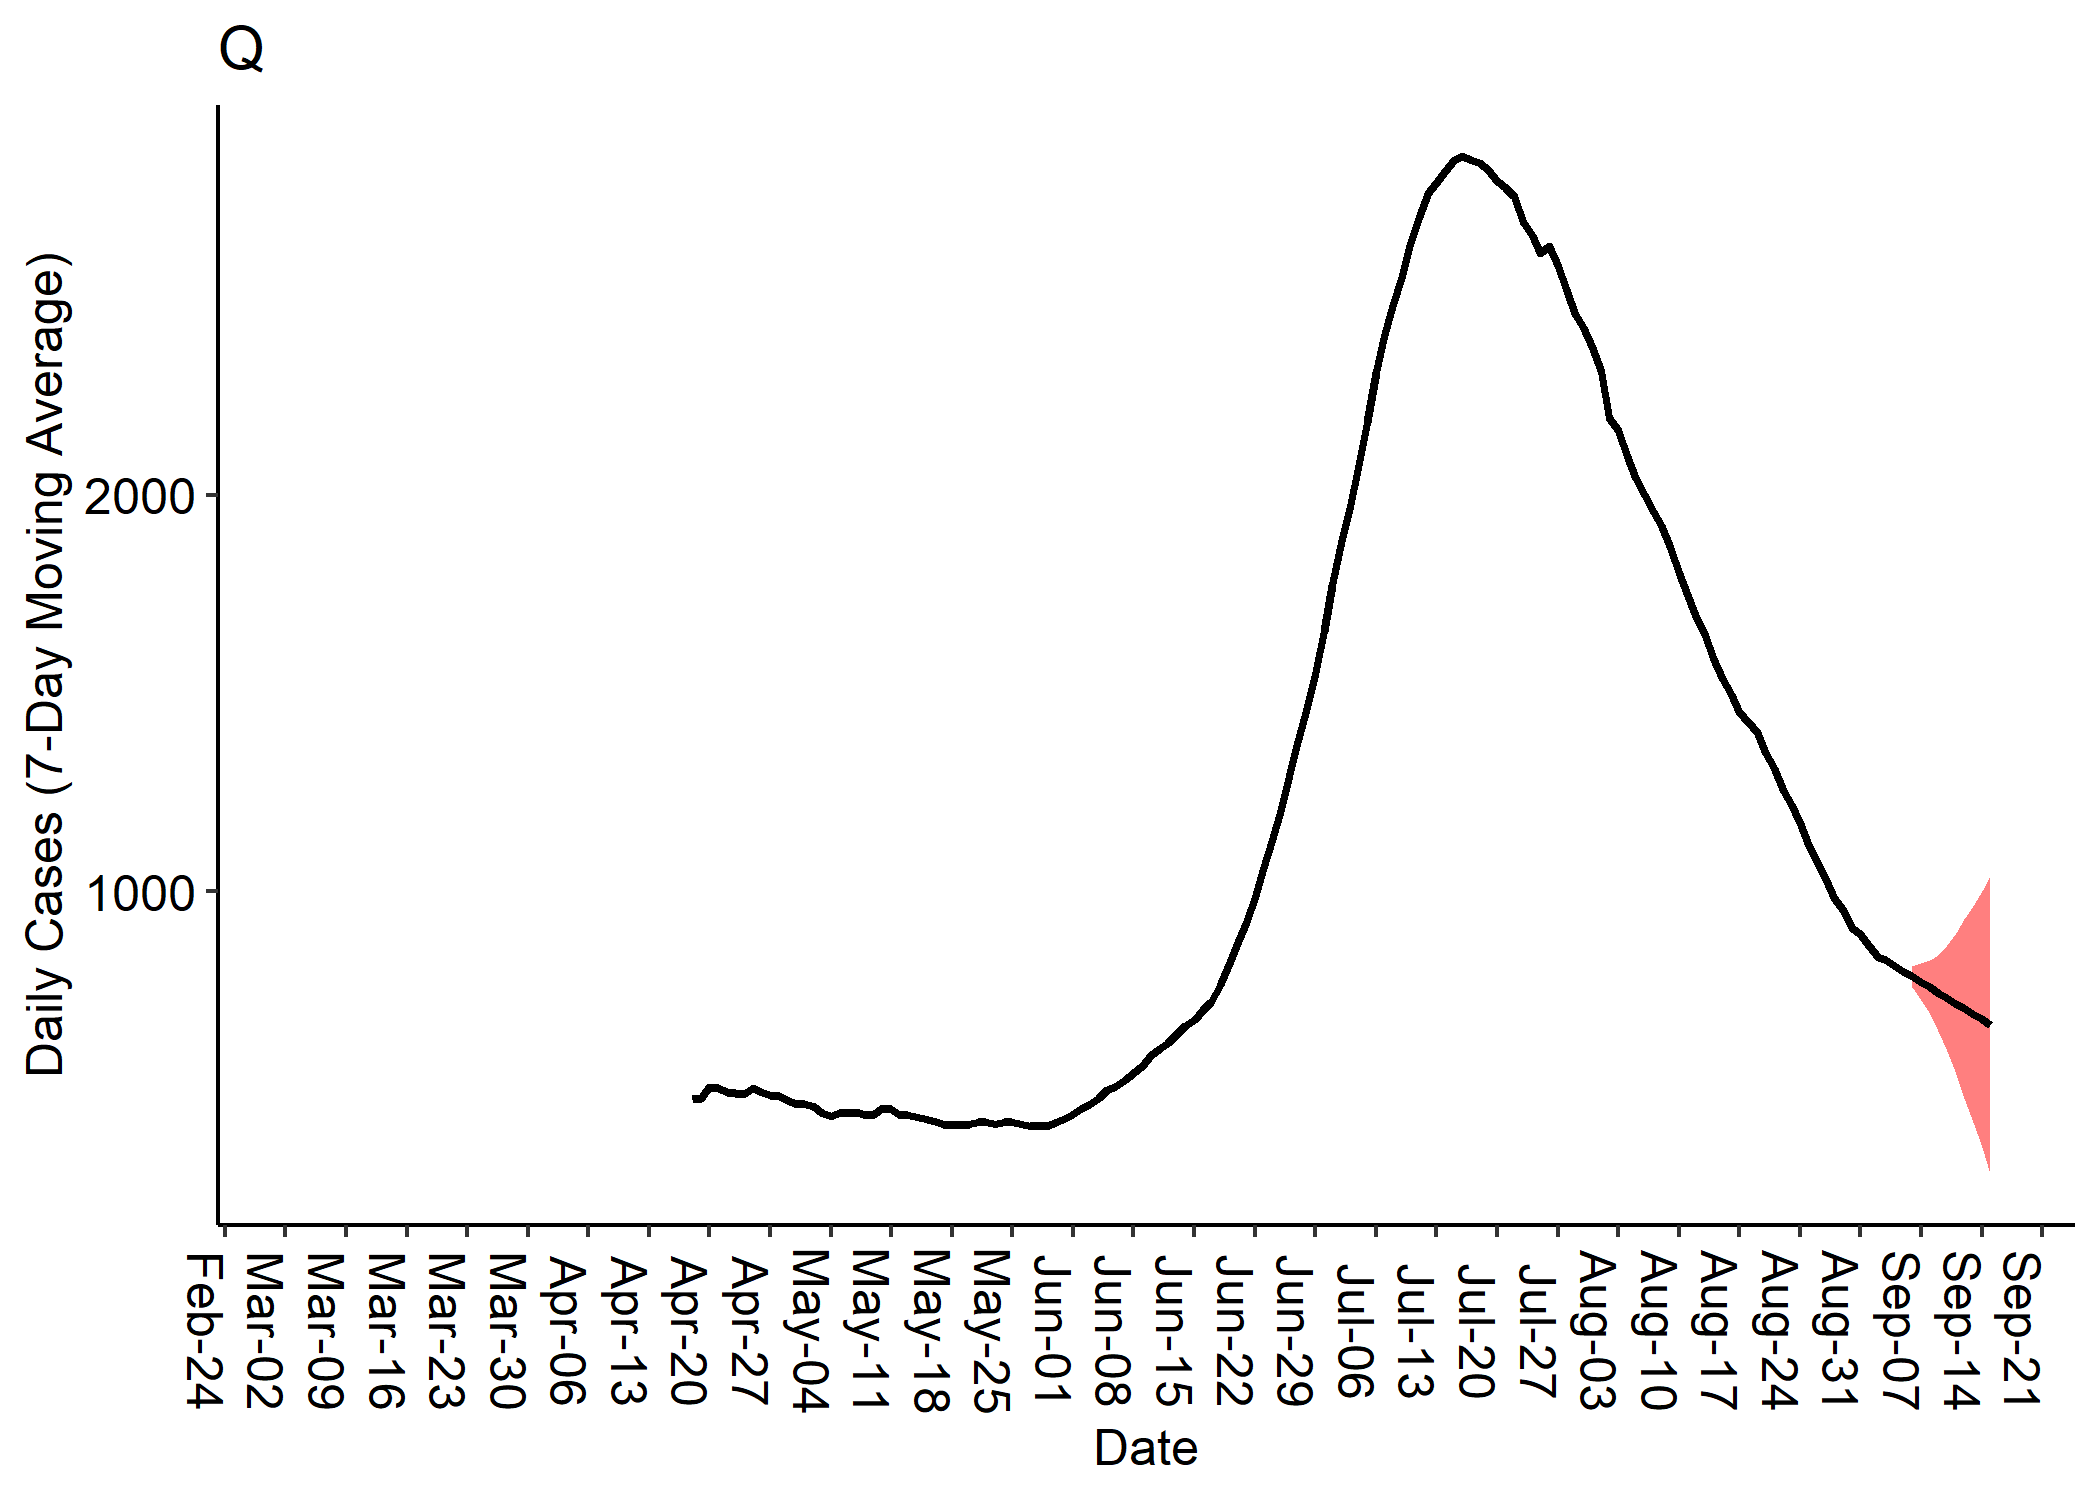 Q
Daily Cases (7-Day Moving Average)
2000
1000
Feb-24
Mar-02
Mar-09
Mar-16
Mar-23
Mar-30
Apr-06
Apr-13
Apr-20
Apr-27
May-04
May-11
May-18
May-25
Jun-01
Jun-08
Jun-15
Jun-22
Jun-29
Jul-06
Jul-13
Jul-20
Jul-27
Aug-03
Aug-10
Aug-17
Aug-24
Aug-31
Sep-07
Sep-14
Sep-21
Date